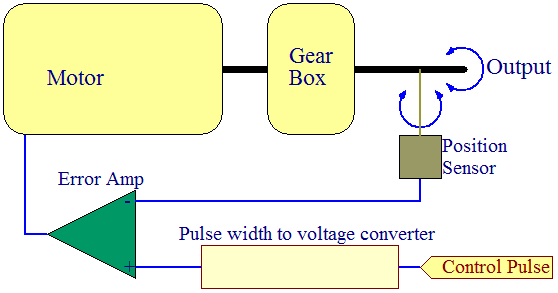 Motor
Gear
Box
Output
Position
Sensor
Error Amp
-
+
Pulse width to voltage converter
Control Pulse